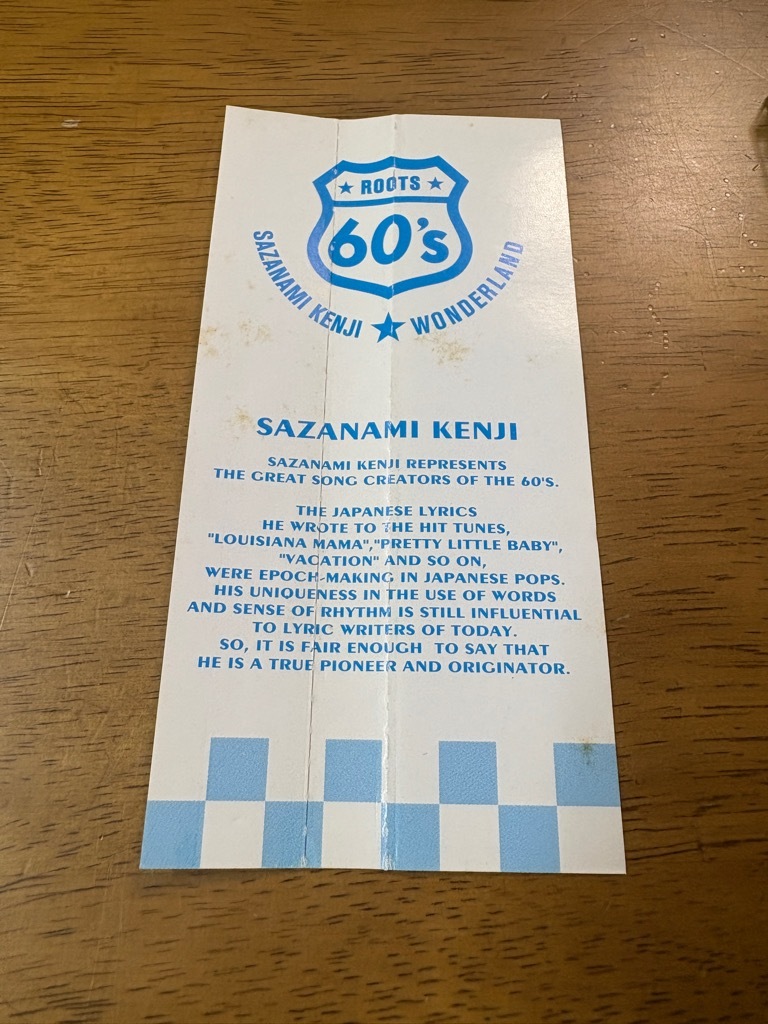 ★ ROOTS ★
60's
SAZANAMI KENJI ★ WONDERLAND
SAZANAMI KENJI
SAZANAMI KENJI REPRESENTS
THE GREAT SONG CREATORS OF THE 60'S.
THE JAPANESE LYRICS
HE WROTE TO THE HIT TUNES,
"LOUISIANA MAMA","PRETTY LITTLE BABY",
"VACATION" AND SO ON,
WERE EPOCH-MAKING IN JAPANESE POPS.
HIS UNIQUENESS IN THE USE OF WORDS
AND SENSE OF RHYTHM IS STILL INFLUENTIAL
TO LYRIC WRITERS OF TODAY.
SO, IT IS FAIR ENOUGH TO SAY THAT
HE IS A TRUE PIONEER AND ORIGINATOR.